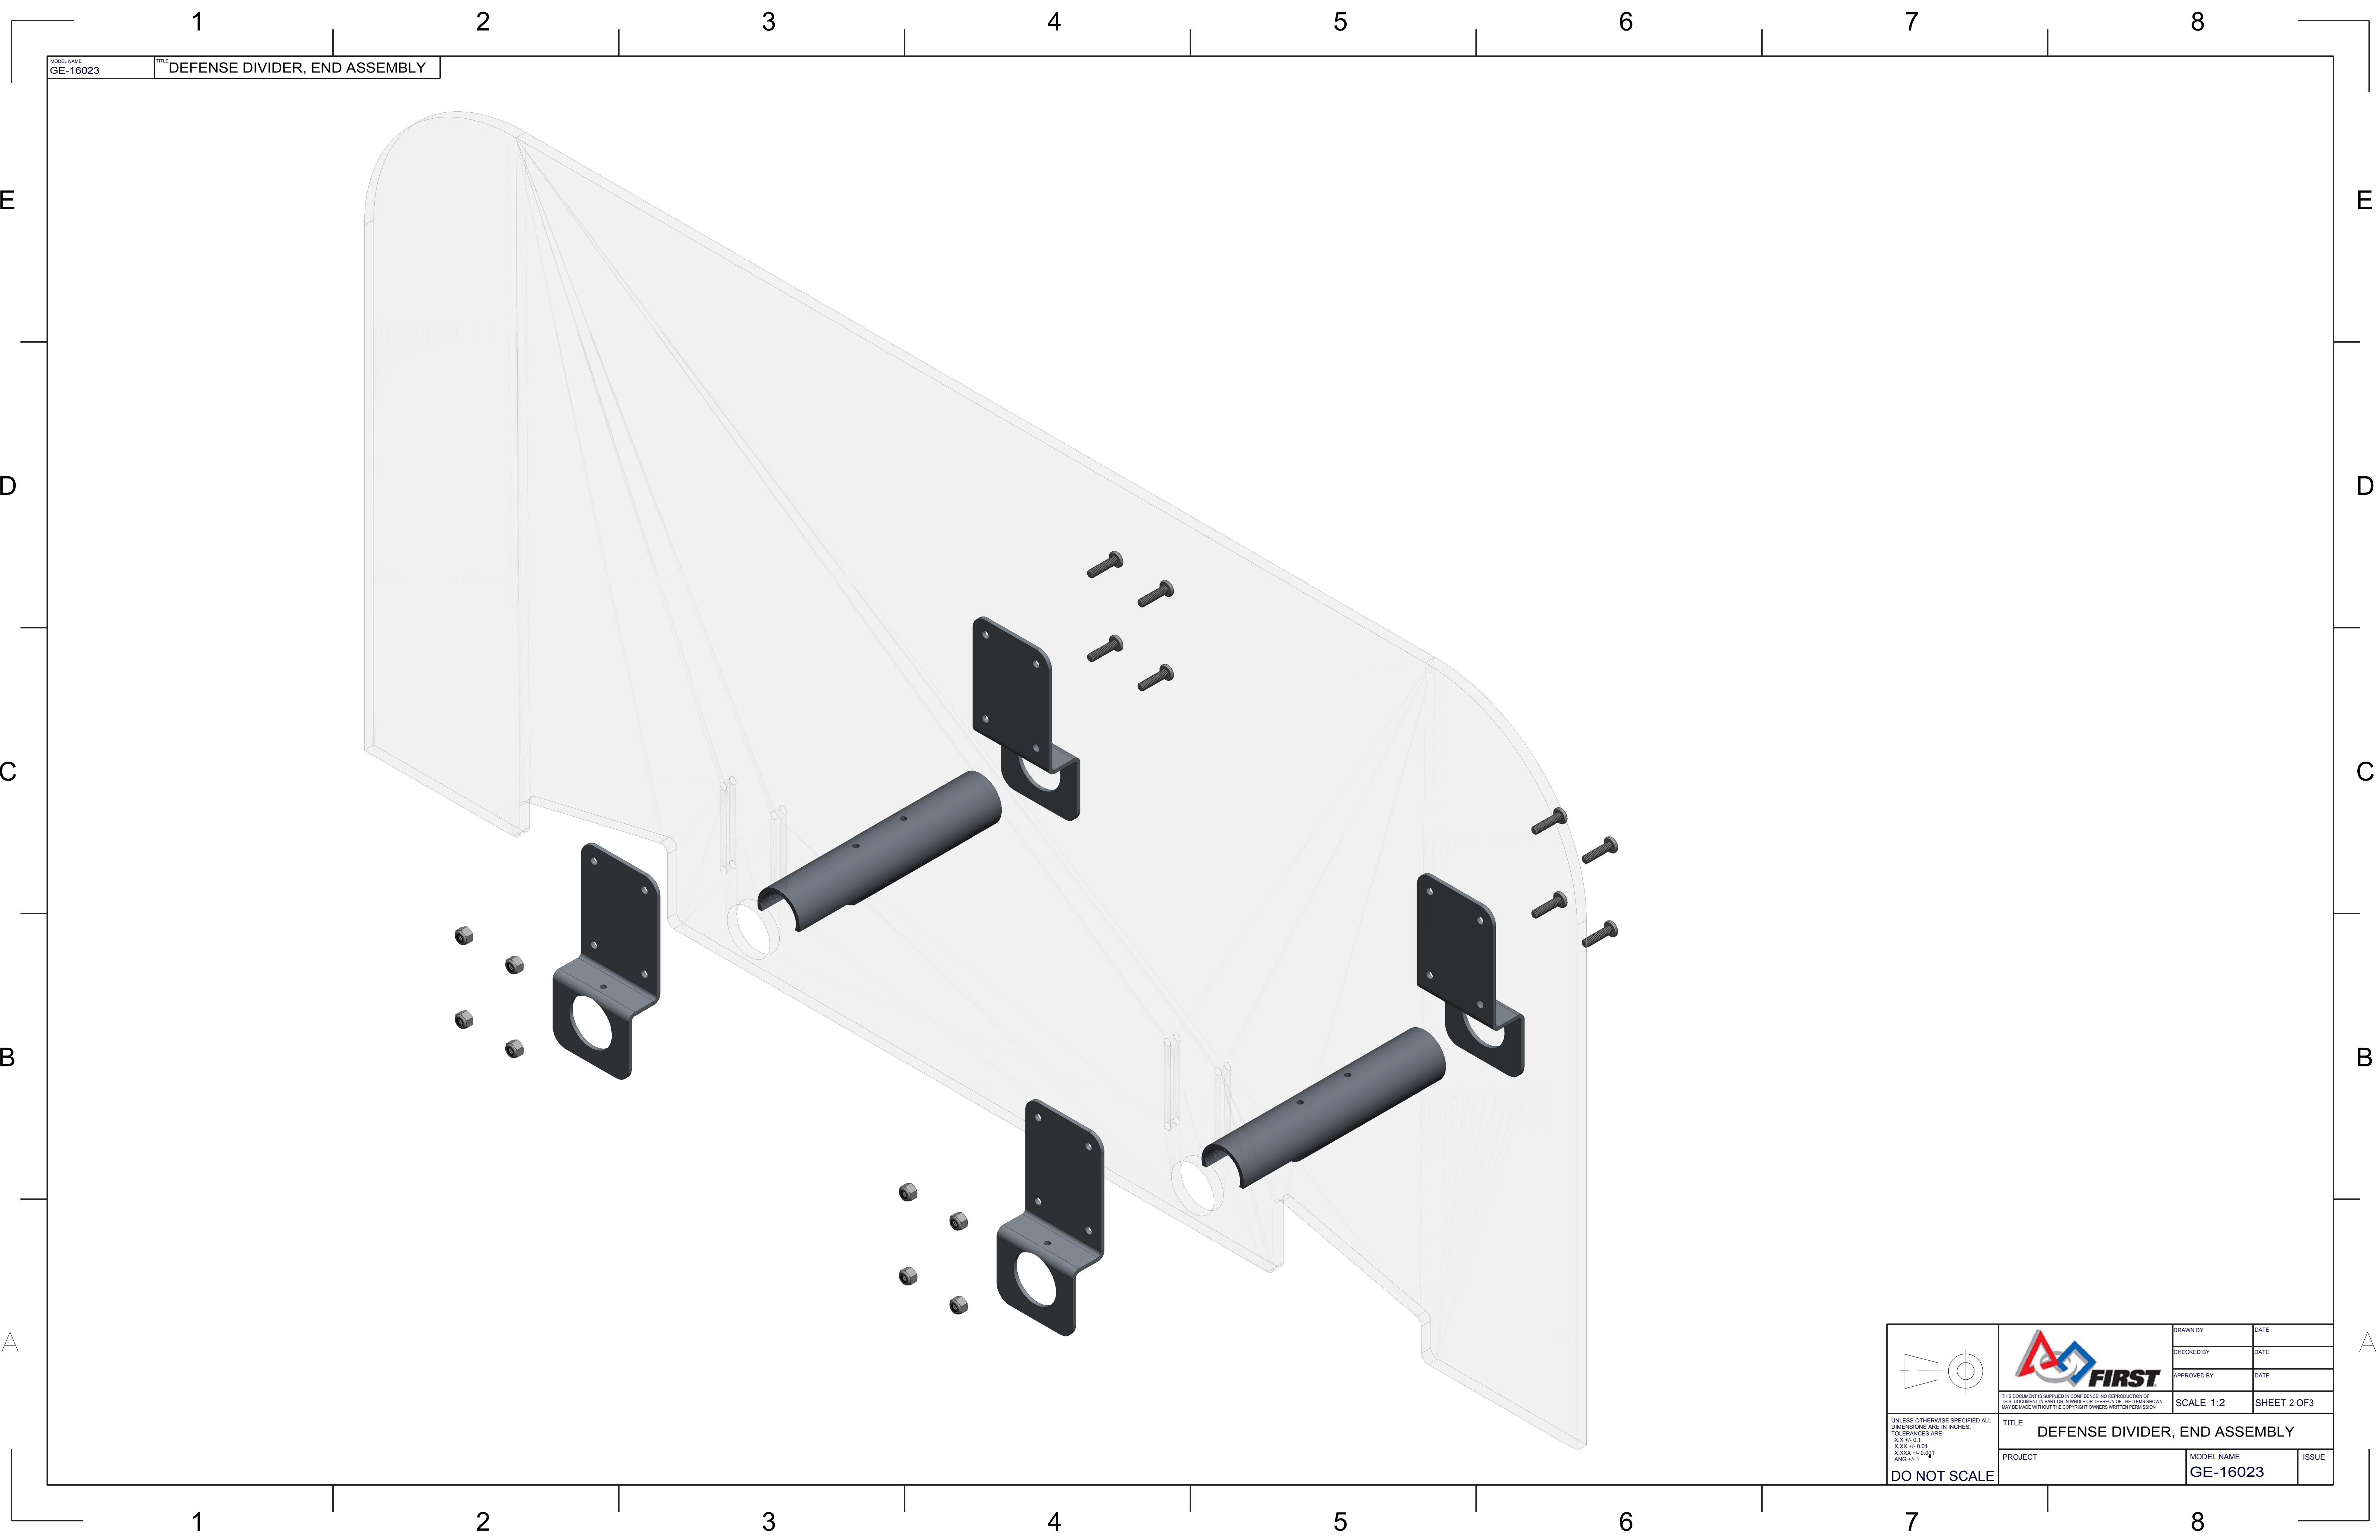 1 2 3 4 5 6 7 8
MODEL NAME
GE-16023
TITLE
DEFENSE DIVIDER, END ASSEMBLY
E E
D D
C C
B B
A A
DRAWN BY DATE
CHECKED BY DATE
APPROVED BY DATE
FIRST
THIS DOCUMENT IS SUPPLIED IN CONFIDENCE. NO REPRODUCTION OF
THIS DOCUMENT IN PART OR IN WHOLE OR THEREON OF THE ITEMS SHOWN
MAY BE MADE WITHOUT THE COPYRIGHT OWNERS WRITTEN PERMISSION
SCALE 1:2
SHEET 2 OF3
UNLESS OTHERWISE SPECIFIED ALL
DIMENSIONS ARE IN INCHES.
TOLERANCES ARE:
X.X +/- 0.1
X.XX +/- 0.01
X.XXX +/- 0.001
ANG +/- 1
DO NOT SCALE
TITLE
DEFENSE DIVIDER, END ASSEMBLY
PROJECT
MODEL NAME
GE-16023
ISSUE
1 2 3 4 5 6 7 8